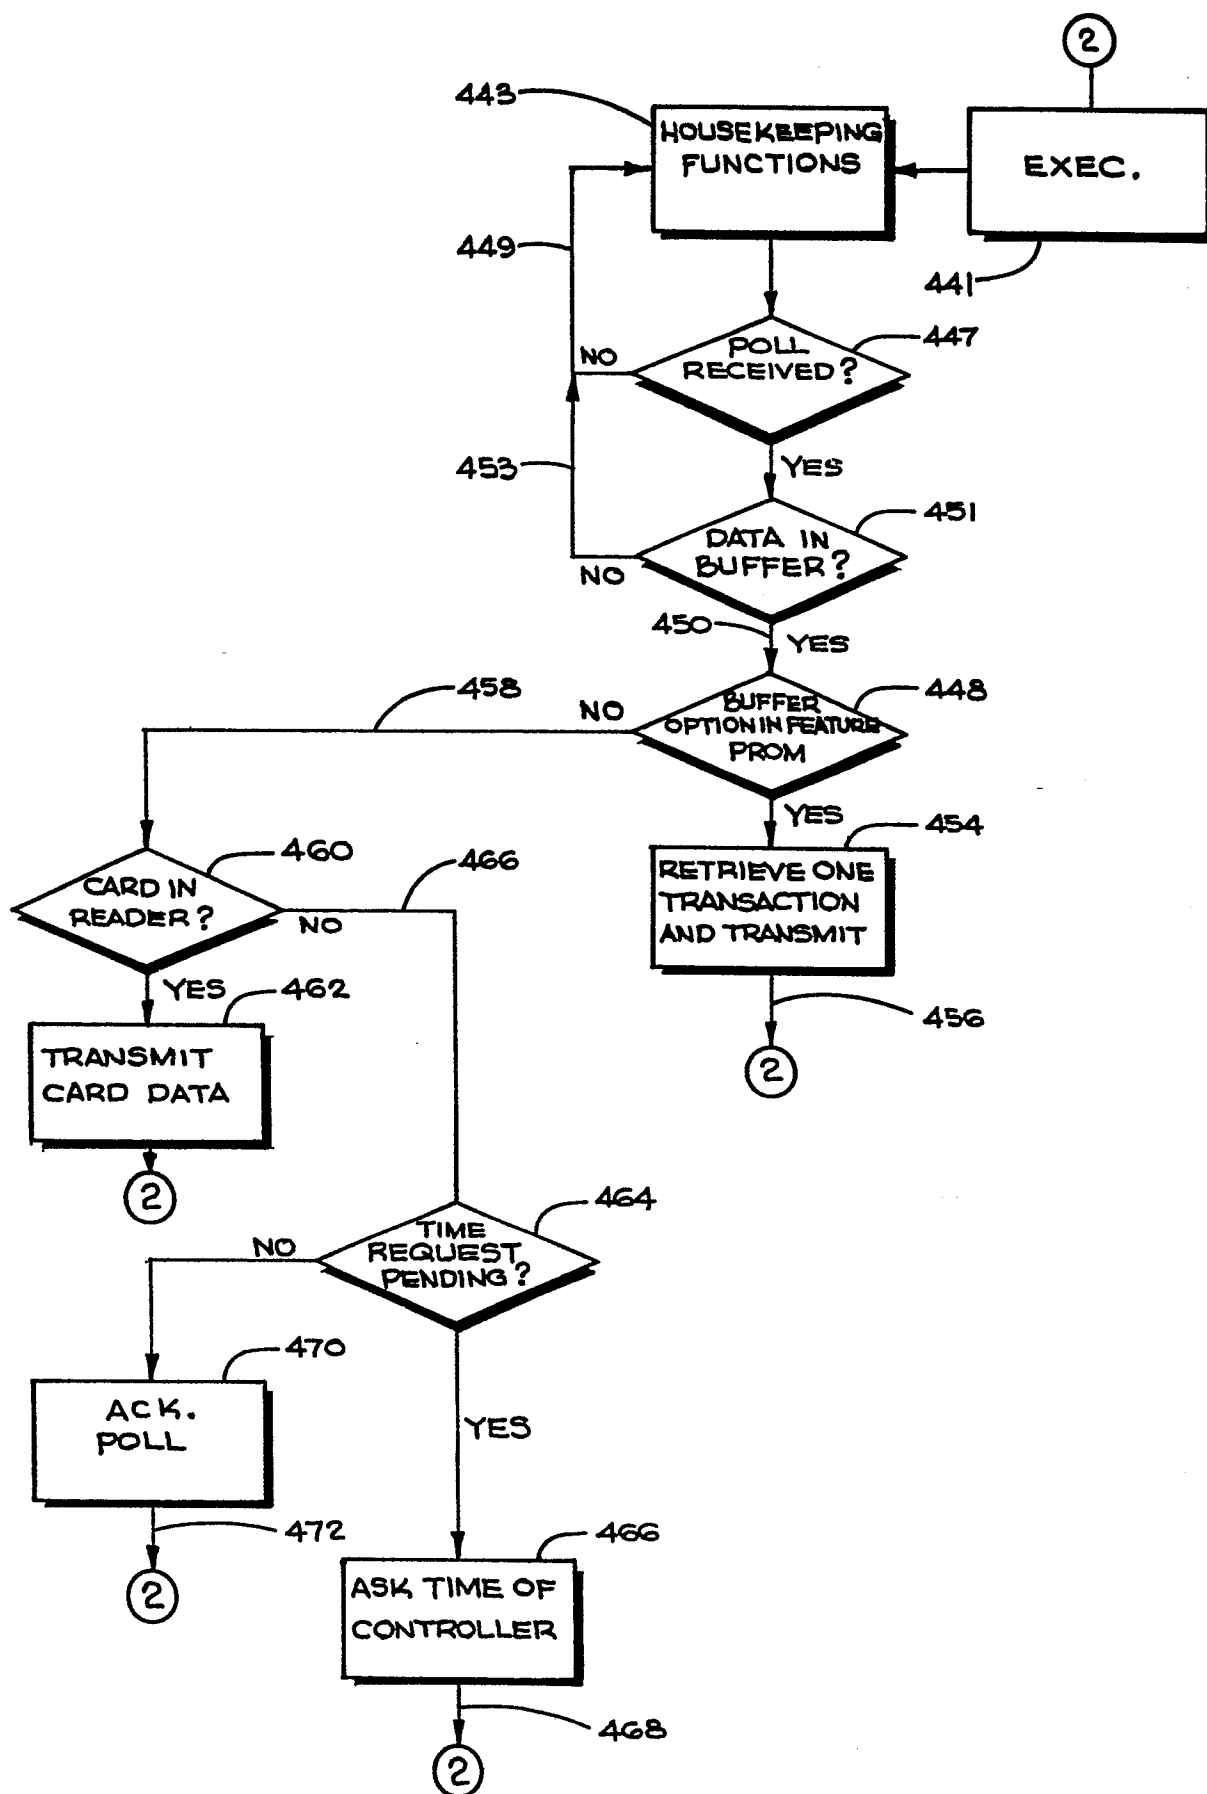 2
443
HOUSEKEEPING
FUNCTIONS
EXEC.
449
441
447
POLL
RECEIVED?
NO
453
YES
451
DATA IN
BUFFER?
NO
450
YES
458
448
NO
BUFFER
OPTION IN FEATURE
PROM
YES
454
460
466
CARD IN
READER?
NO
RETRIEVE ONE
TRANSACTION
AND TRANSMIT
YES
462
456
TRANSMIT
CARD DATA
2
2
464
NO
TIME
REQUEST
PENDING?
470
ACK.
POLL
YES
472
466
2
ASK TIME OF
CONTROLLER
468
2